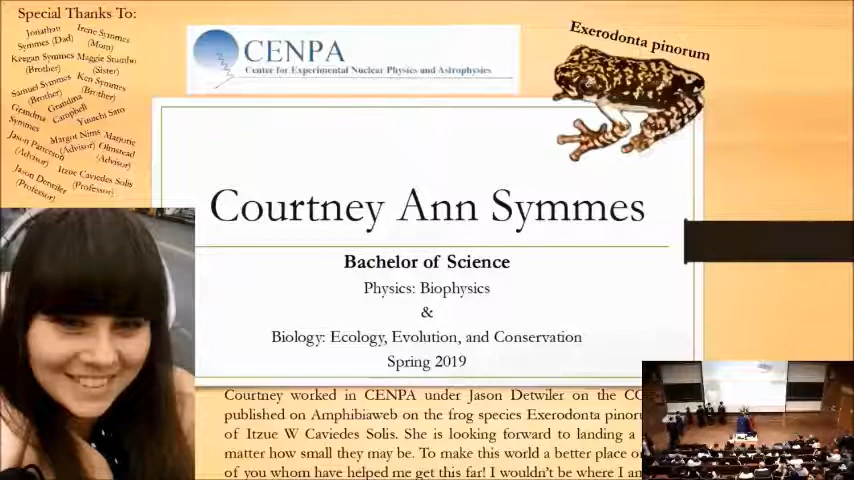 Special Thanks To:
Jonathan Symmes (Dad)
Irene Symmes (Mom)
Keegan Symmes (Brother)
Maggie Stumbo (Sister)
Samuel Symmes (Brother)
Ken Symmes (Brother)
Grandma Symmes
Grandma Campbell
Yuuichi Sato
Jason Patterson (Advisor)
Margot Nims (Advisor)
Marjorie Olmstead (Advisor)
Jason Detwiler (Professor)
Itzue Caviedes Solis (Professor)
CENPA
Center for Experimental Nuclear Physics and Astrophysics
Exerodonta pinorum
Courtney Ann Symmes
Bachelor of Science
Physics: Biophysics
&
Biology: Ecology, Evolution, and Conservation
Spring 2019
Courtney worked in CENPA under Jason Detwiler on the CO
published on Amphibiaweb on the frog species Exerodonta pinoru
of Itzue W Caviedes Solis. She is looking forward to landing a
matter how small they may be. To make this world a better place
of you whom have helped me get this far! I wouldn't be where I